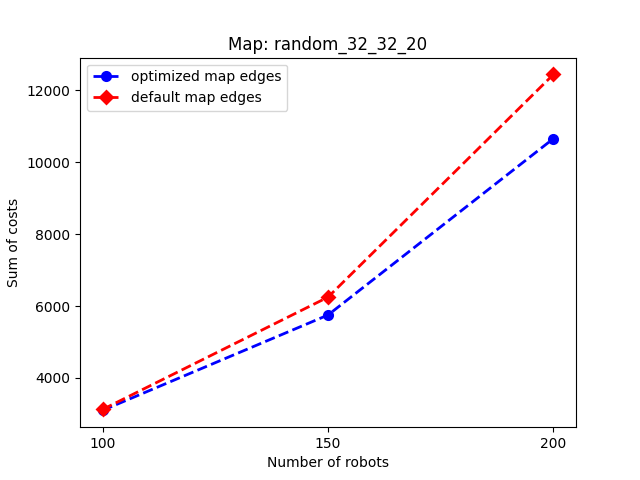 Map: random_32_32_20
optimized map edges
default map edges
12000
10000
8000
6000
4000
Sum of costs
100
150
200
Number of robots